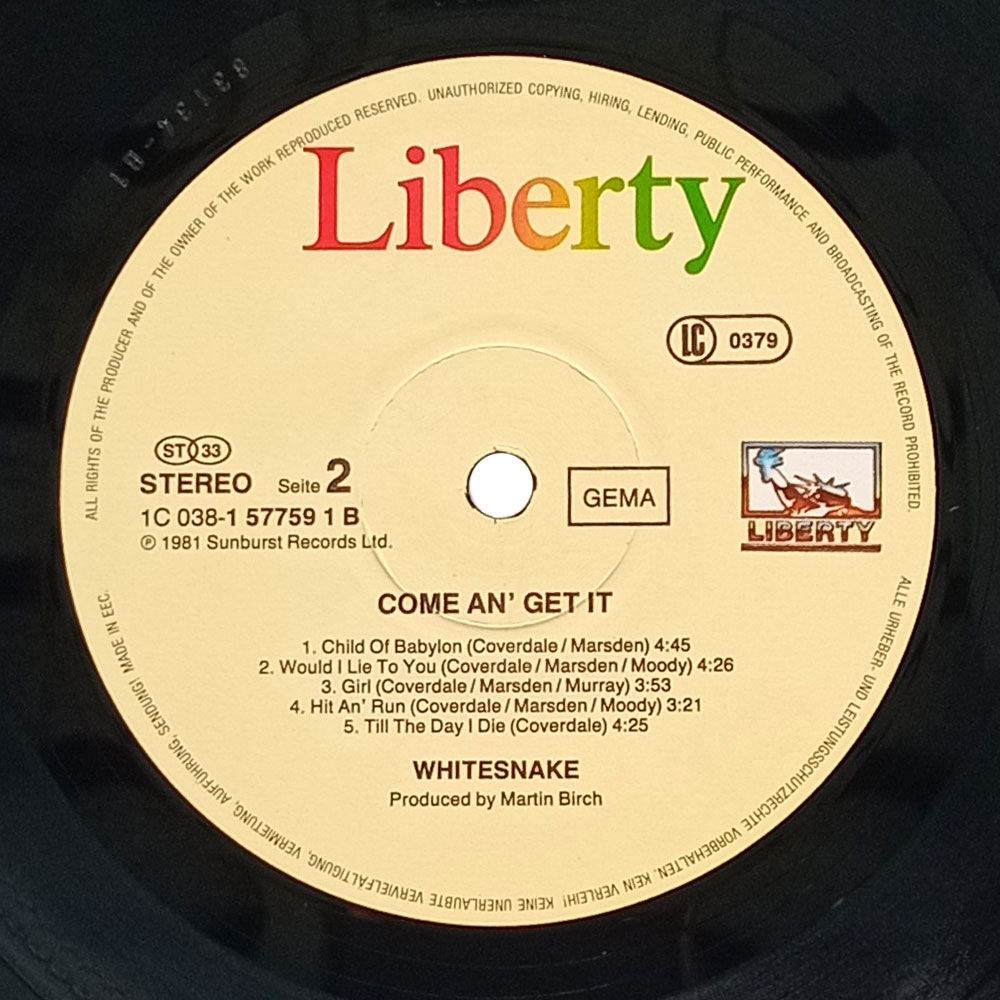 ALL RIGHTS OF THE PRODUCER AND OF THE OWNER OF THE WORK REPRODUCED RESERVED. UNAUTHORIZED COPYING, HIRING, LENDING, PUBLIC PERFORMANCE AND BROADCASTING OF THE RECORD PROHIBITED.
Liberty
LC 0379
ST 33
STEREO Seite 2
1C 038-1 57759 1 B
℗ 1981 Sunburst Records Ltd.
GEMA
LIBERTY
COME AN' GET IT
1. Child Of Babylon (Coverdale / Marsden) 4:45
2. Would I Lie To You (Coverdale / Marsden / Moody) 4:26
3. Girl (Coverdale / Marsden / Murray) 3:53
4. Hit An' Run (Coverdale / Marsden / Moody) 3:21
5. Till The Day I Die (Coverdale) 4:25
WHITESNAKE
Produced by Martin Birch
ALLE URHEBER- UND LEISTUNGSSCHUTZRECHTE VORBEHALTEN. KEIN VERLEIH! KEINE UNERLAUBTE VERVIELFÄLTIGUNG, VERMIETUNG, AUFFÜHRUNG, SENDUNG! MADE IN EEC.